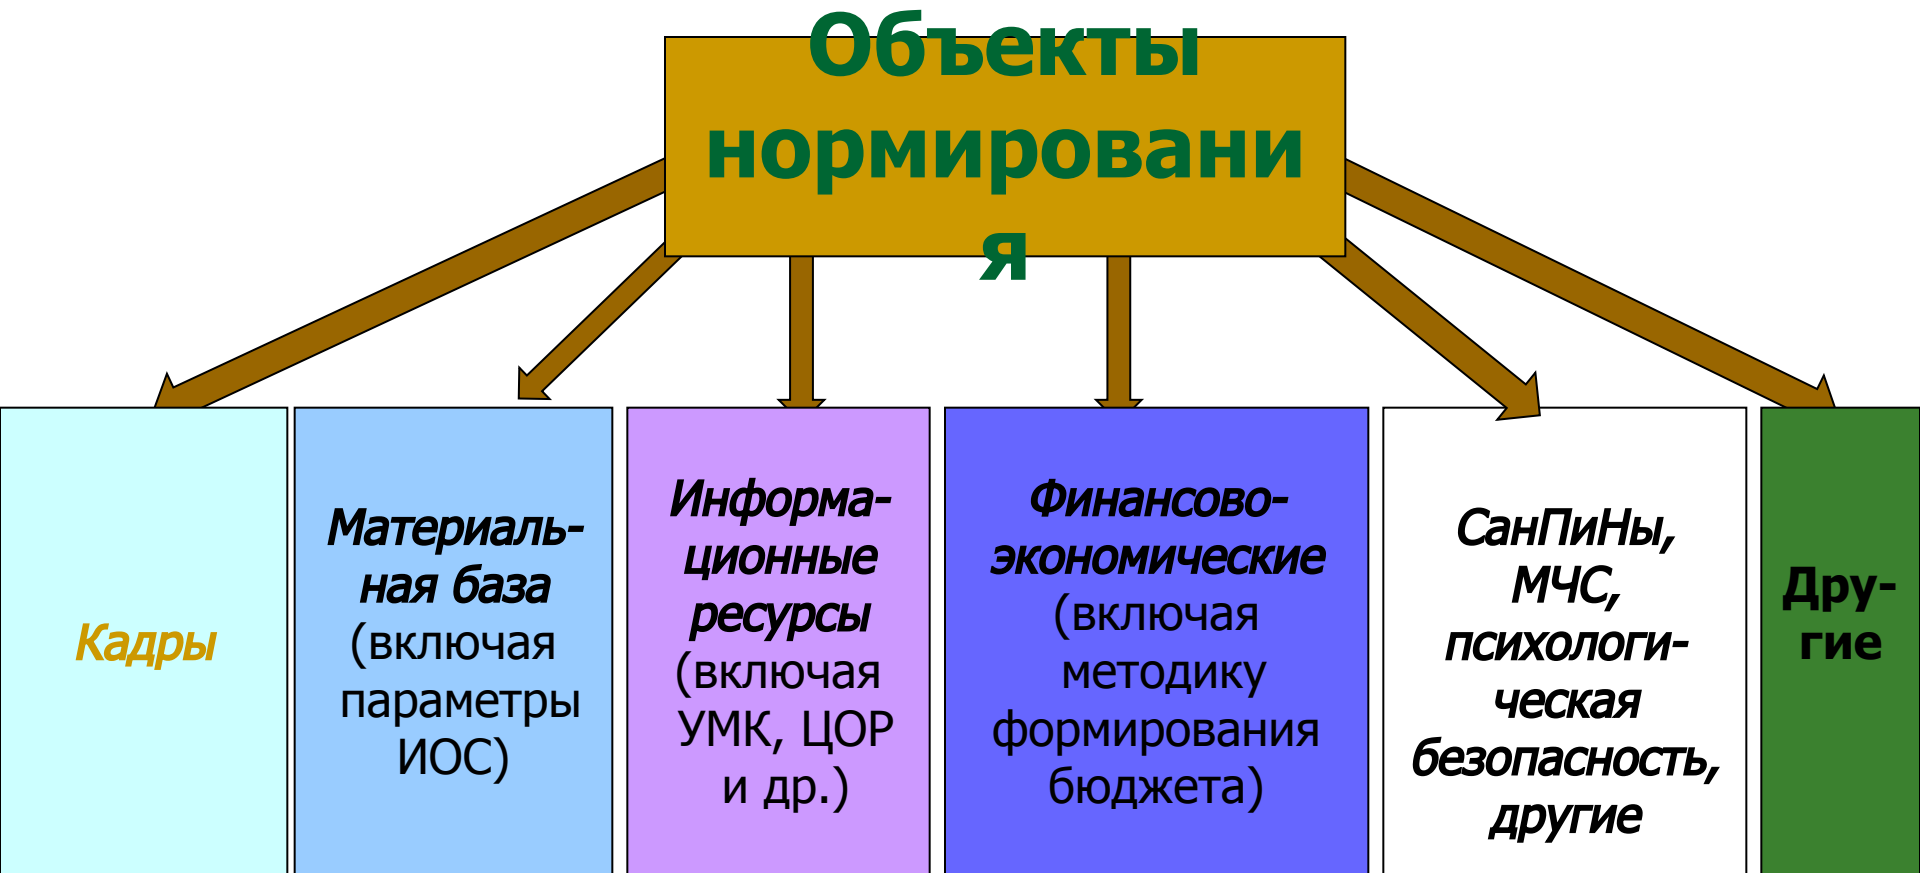 Объекты
нормировани
я
Кадры
Материаль-
ная база
(включая
параметры
ИОС)
Информа-
ционные
ресурсы
(включая
УМК, ЦОР
и др.)
Финансово-
экономические
(включая
методику
формирования
бюджета)
СанПиНы,
МЧС,
психологи-
ческая
безопасность,
другие
Дру-
гие